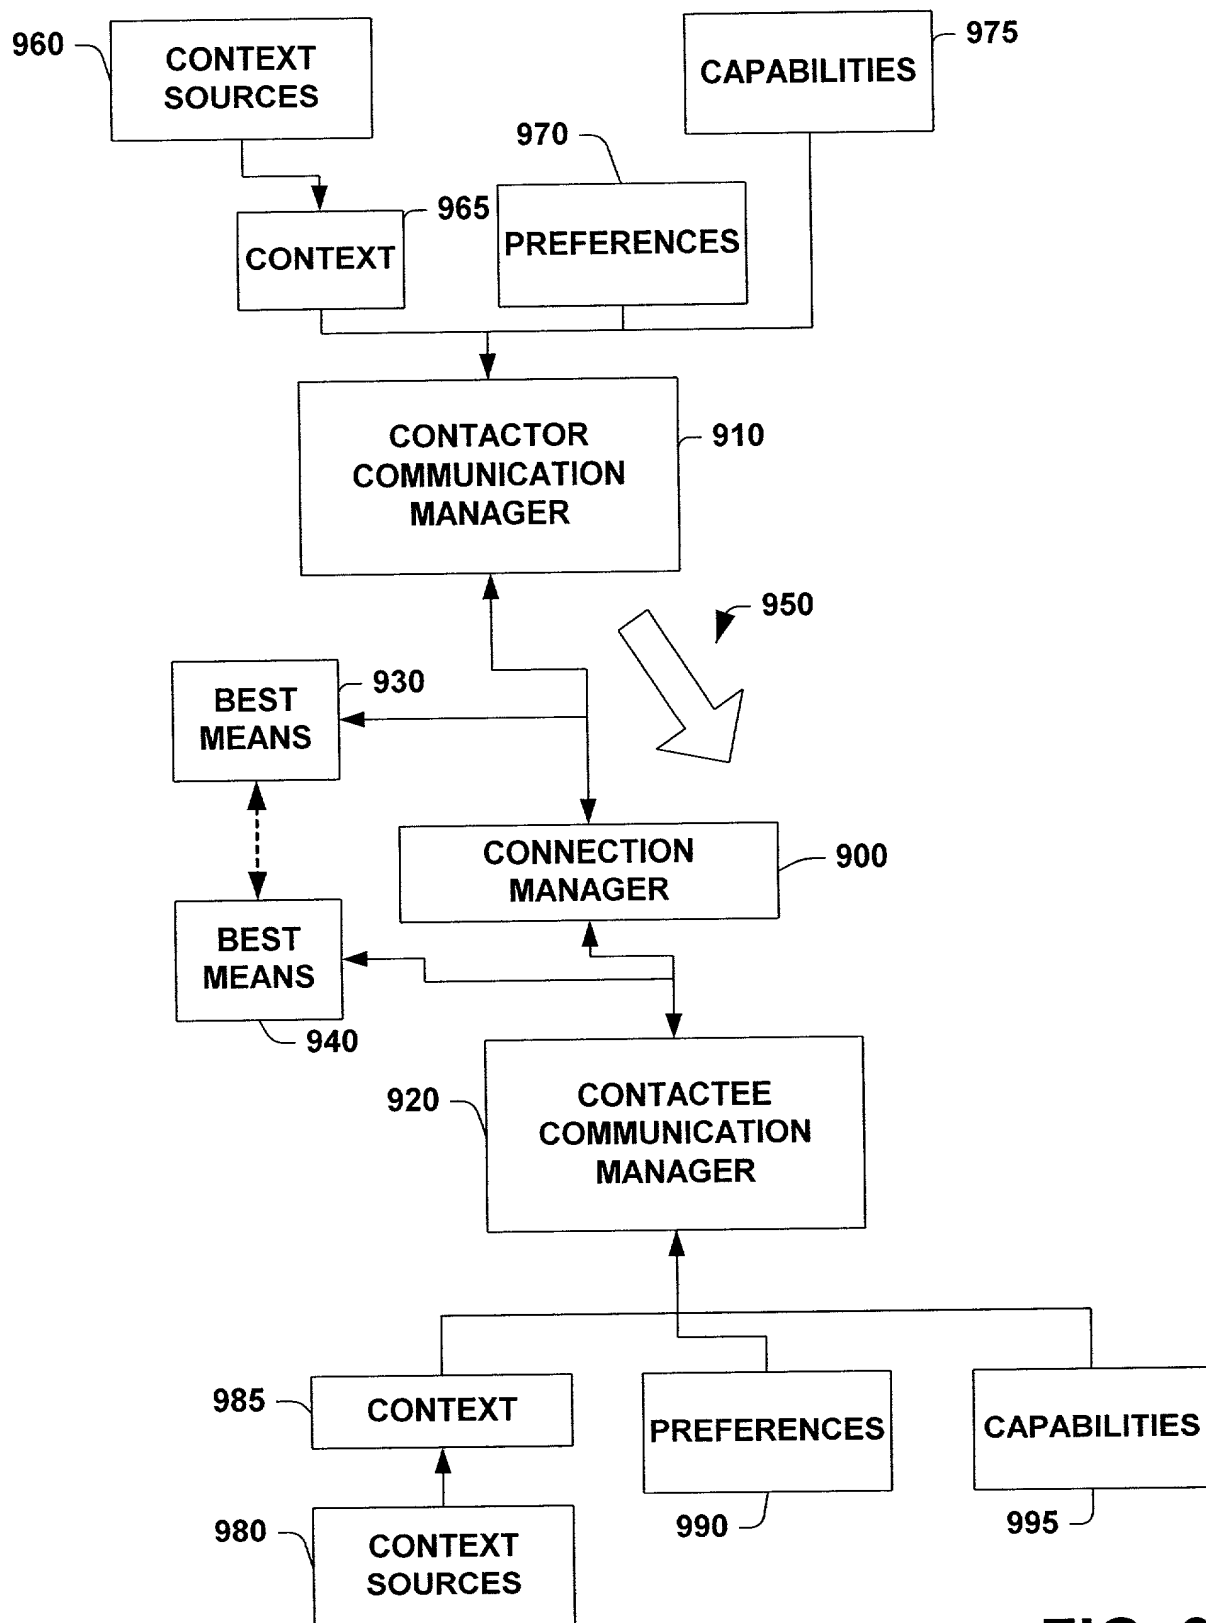 960
CONTEXT
SOURCES
CAPABILITIES
975
970
965
PREFERENCES
CONTEXT
CONTACTOR
COMMUNICATION
MANAGER
910
950
BEST
MEANS
930
CONNECTION
MANAGER
900
BEST
MEANS
940
920
CONTACTEE
COMMUNICATION
MANAGER
985
CONTEXT
PREFERENCES
CAPABILITIES
990
995
980
CONTEXT
SOURCES